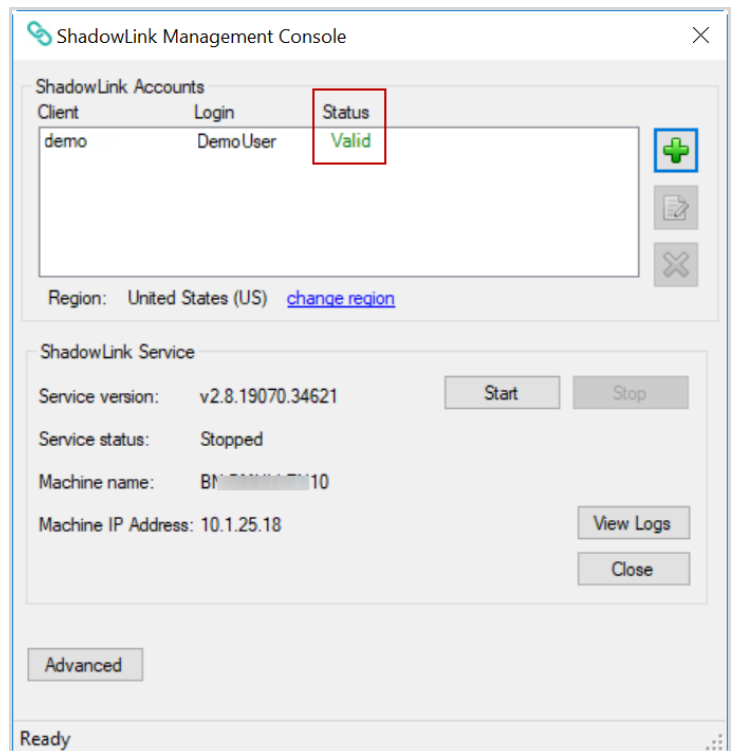 ShadowLink Management Console
ShadowLink Accounts
Client Login Status
demo DemoUser Valid
Region: United States (US) change region
ShadowLink Service
Service version: v2.8.19070.34621 Start Stop
Service status: Stopped
Machine name: 10
Machine IP Address: 10.1.25.18 View Logs
Close
Advanced
Ready